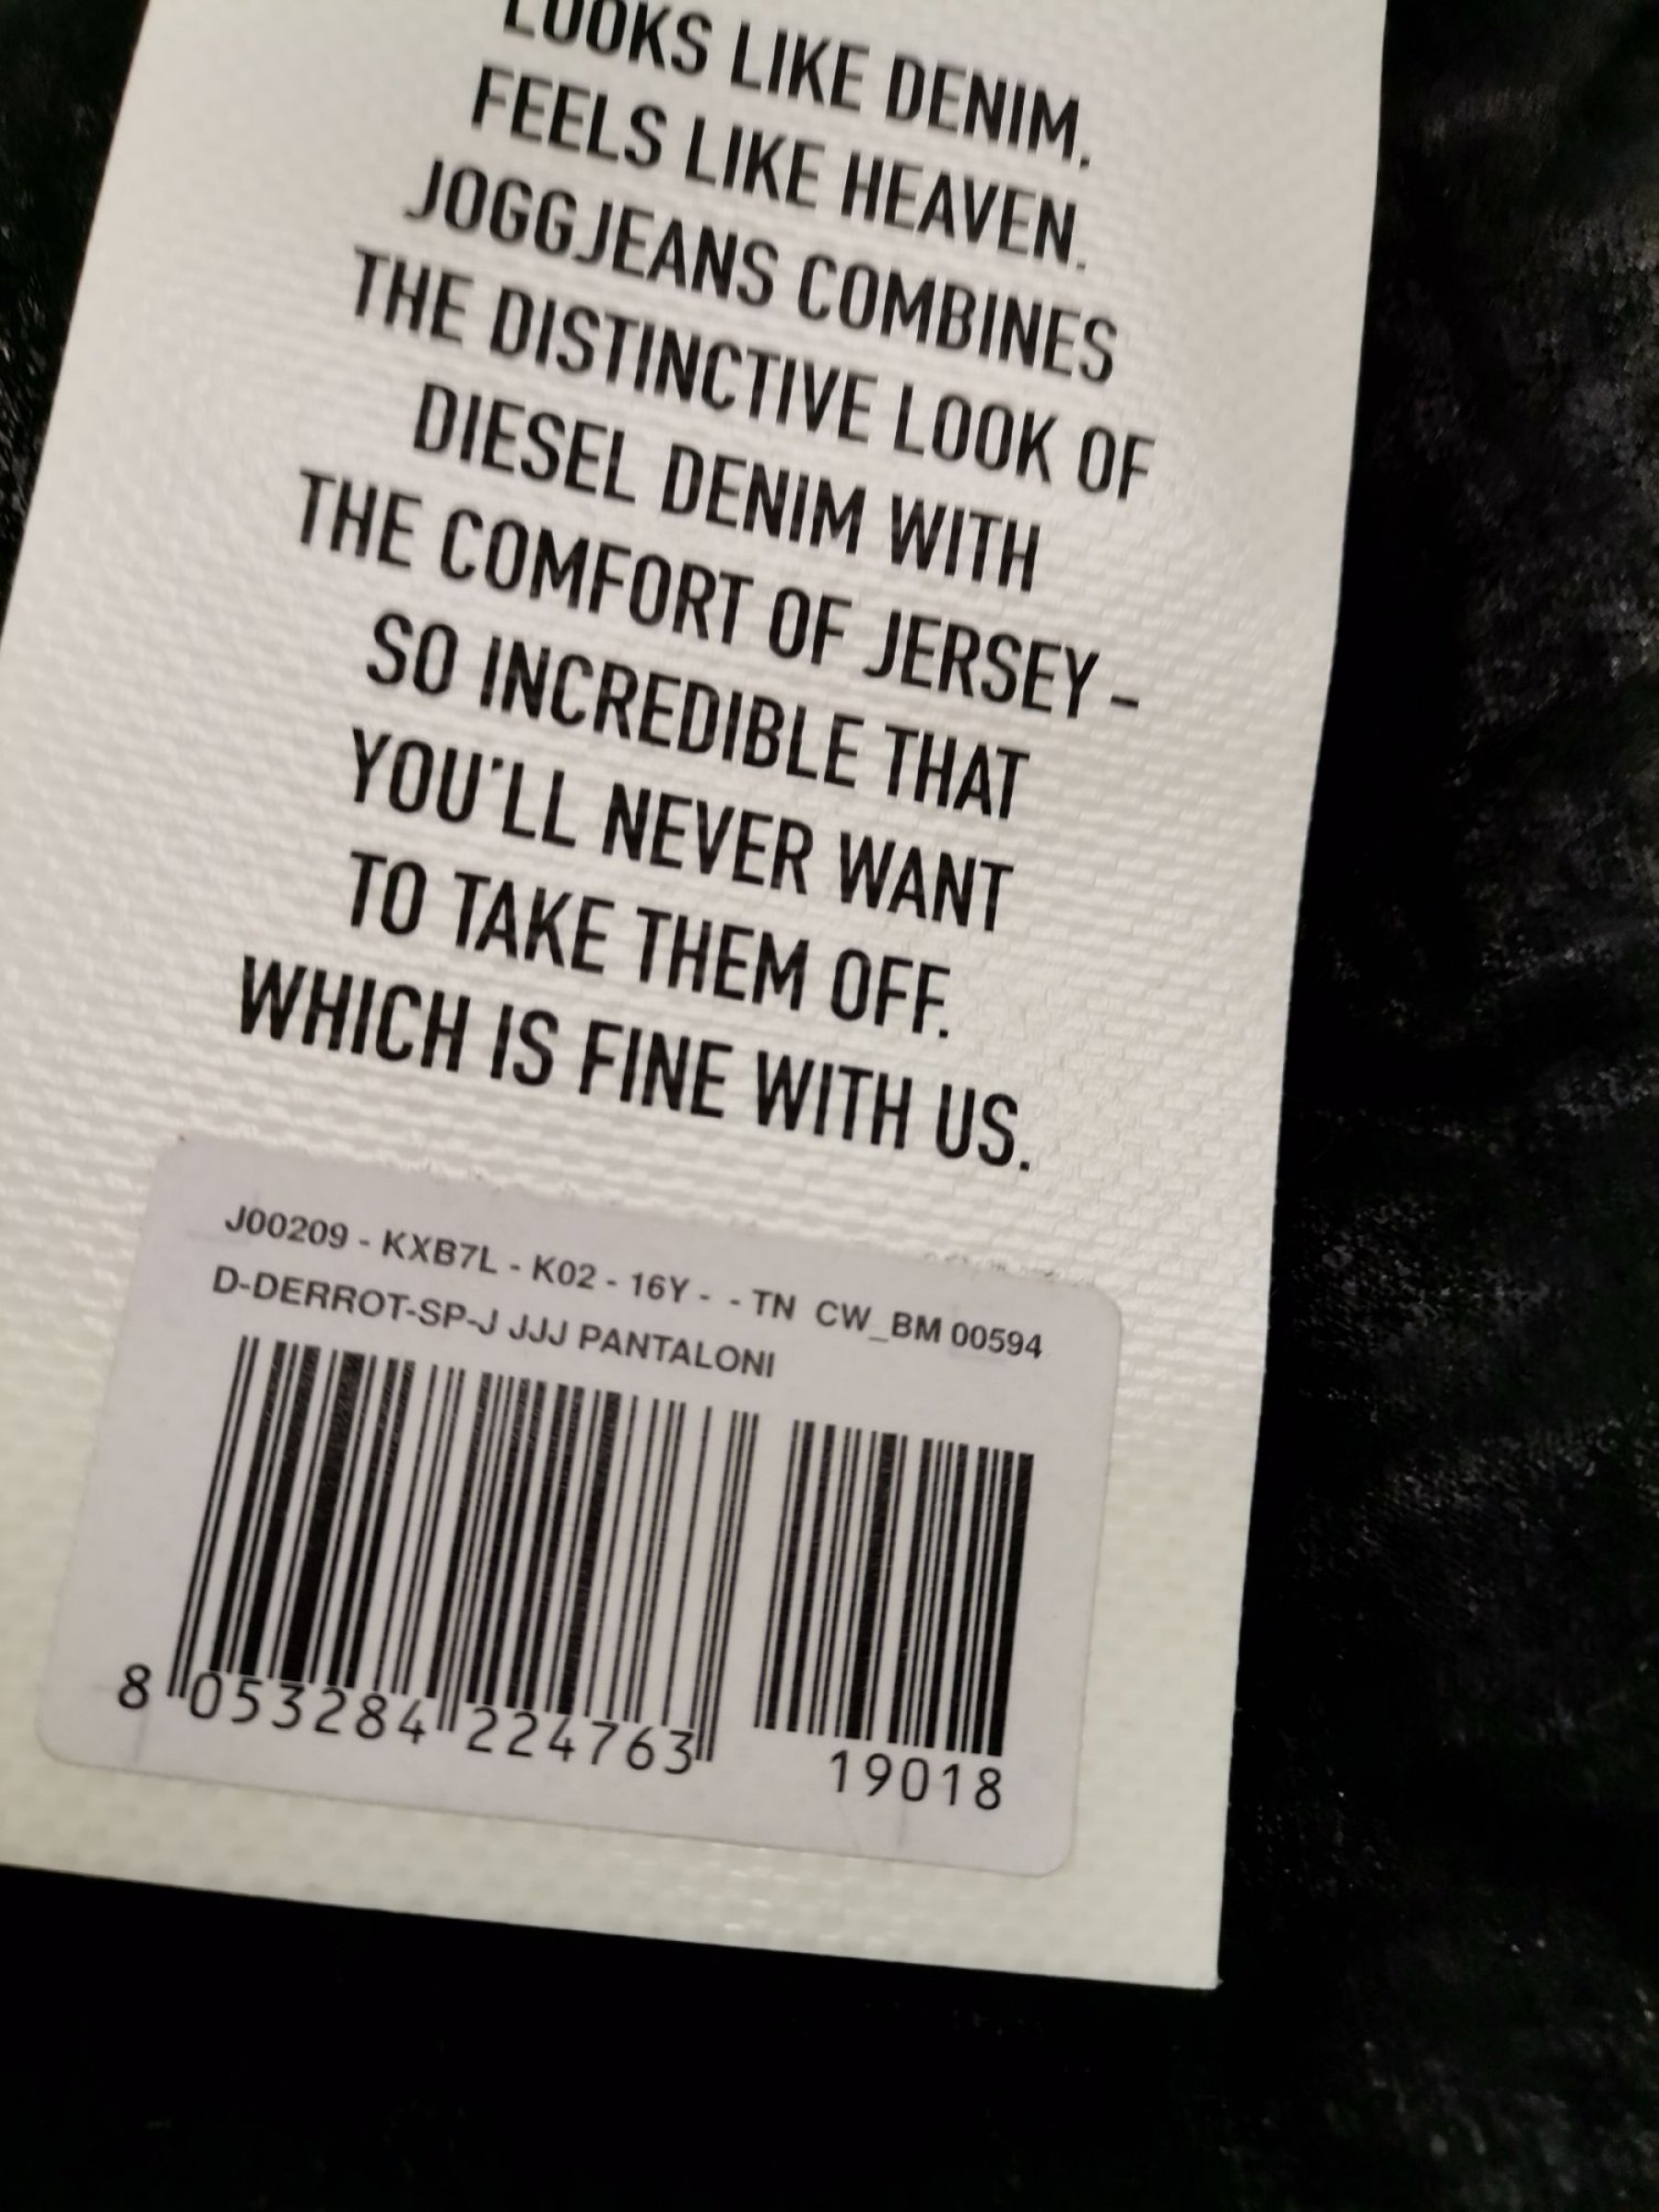 LOOKS LIKE DENIM.
FEELS LIKE HEAVEN.
JOGGJEANS COMBINES
THE DISTINCTIVE LOOK OF
DIESEL DENIM WITH
THE COMFORT OF JERSEY -
SO INCREDIBLE THAT
YOU'LL NEVER WANT
TO TAKE THEM OFF.
WHICH IS FINE WITH US.
J00209 - KXB7L - K02 - 16Y - - TN CW_BM 00594
D-DERROT-SP-J JJJ PANTALONI
8 053284 224763 19018